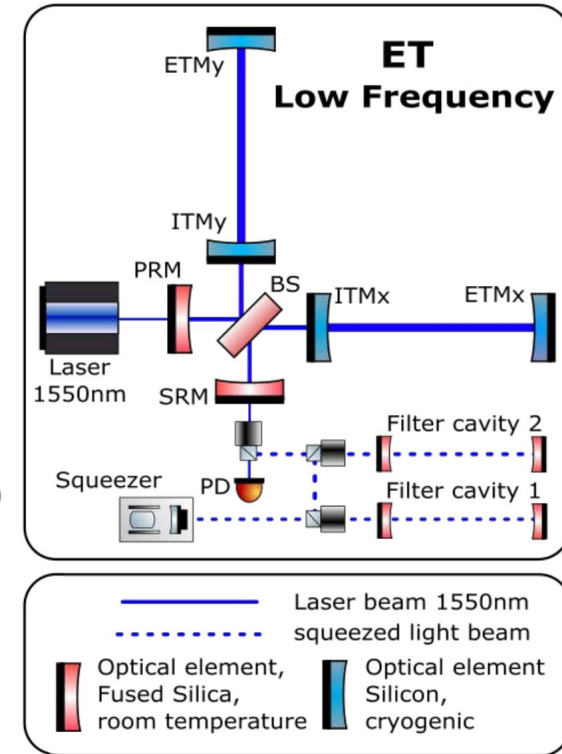 ET
Low Frequency
ETMy
ITMy
PRM
BS
ITMx
ETMx
Laser
1550nm
SRM
Filter cavity 2
Squeezer
PD
Filter cavity 1
Laser beam 1550nm
squeezed light beam
Optical element,
Fused Silica,
room temperature
Optical element
Silicon,
cryogenic